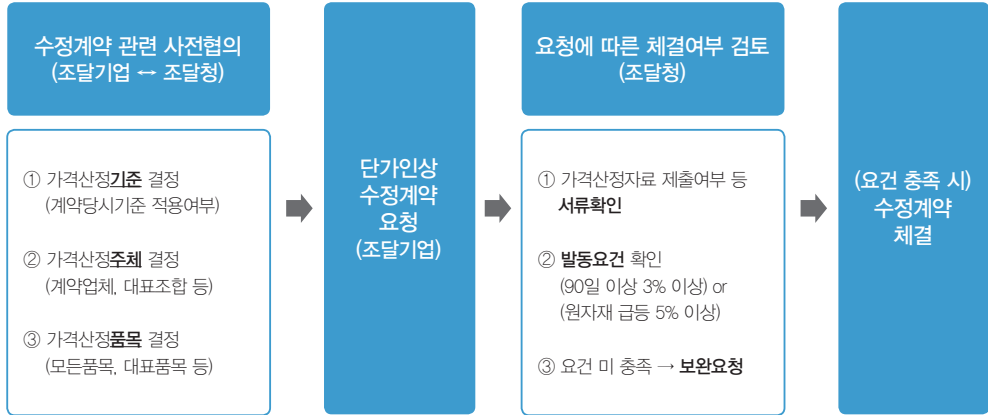 수정계약 관련 사전협의
(조달기업 ↔ 조달청)
① 가격산정기준 결정
(계약당시기준 적용여부)
② 가격산정주체 결정
(계약업체, 대표조합 등)
③ 가격산정품목 결정
(모든품목, 대표품목 등)
단가인상
수정계약
요청
(조달기업)
요청에 따른 체결여부 검토
(조달청)
① 가격산정자료 제출여부 등
서류확인
② 발동요건 확인
(90일 이상 3% 이상) or
(원자재 급등 5% 이상)
③ 요건 미 충족 → 보완요청
(요건 충족 시)
수정계약
체결